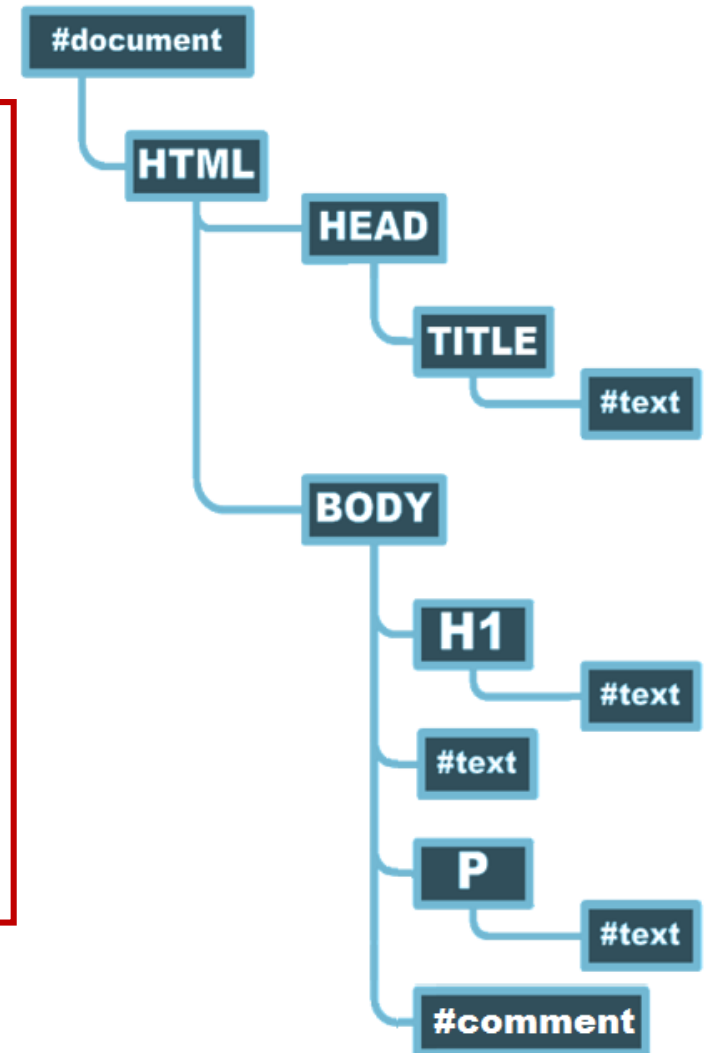 #document
HTML
HEAD
TITLE
#text
BODY
H1
#text
#text
P
#text
#comment